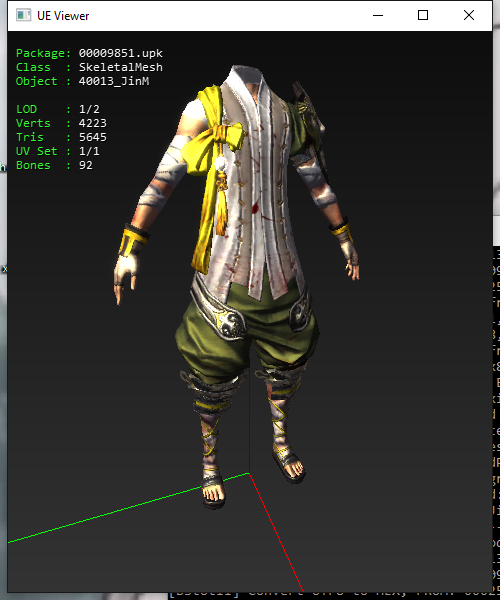 UE Viewer
Package: 00009851.upk
Class : SkeletalMesh
Object : 40013_JinM
LOD : 1/2
Verts : 4223
Tris : 5645
UV Set : 1/1
Bones : 92